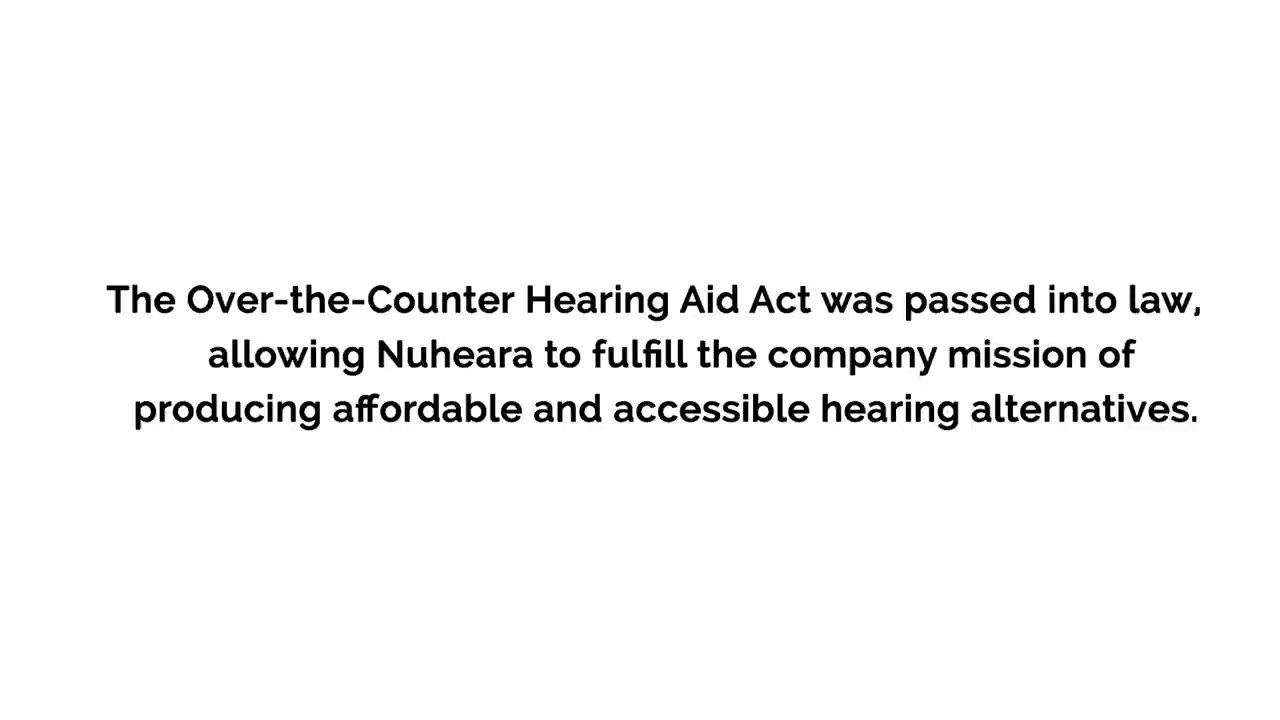 The Over-the-Counter Hearing Aid Act was passed into law,
allowing Nuheara to fulfill the company mission of
producing affordable and accessible hearing alternatives.